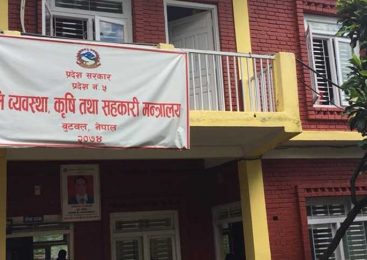 प्रदेश सरकार
प्रदेश नं. ५
व्यवस्था, कृषि तथा सहकारी मन्त्रालय
बुटवल, नेपाल
२०७४